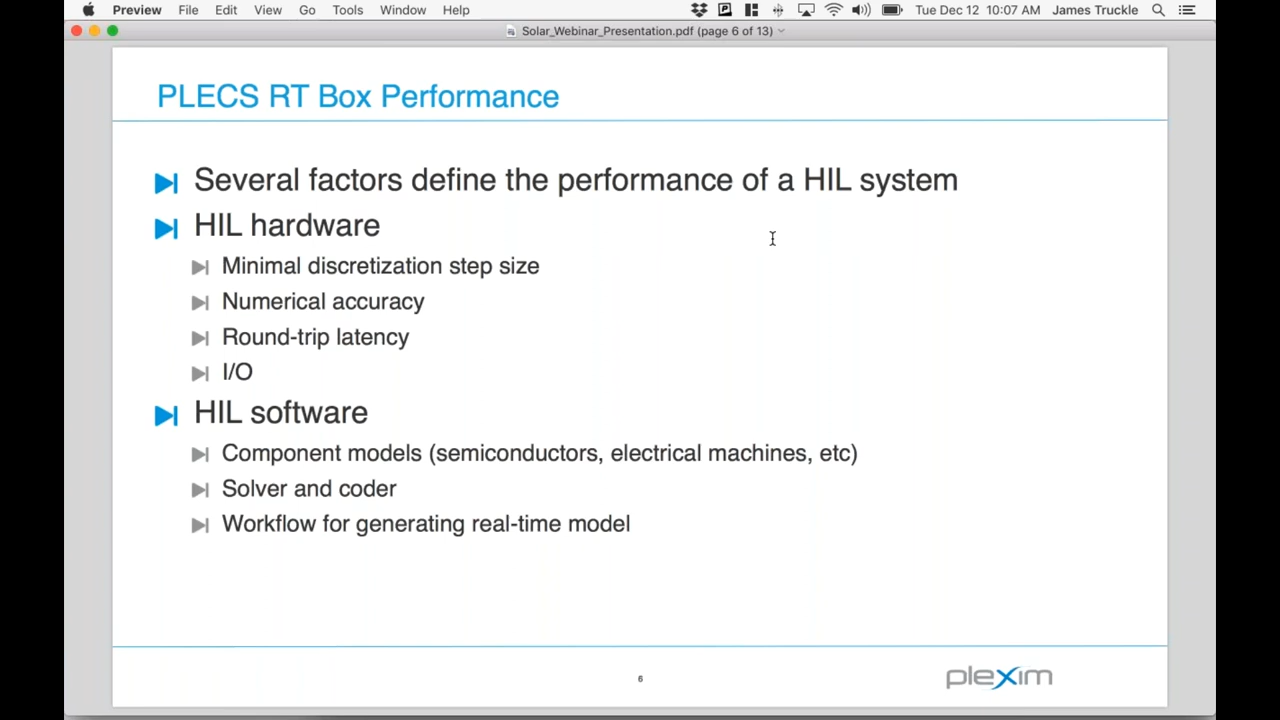 Preview File Edit View Go Tools Window Help Tue Dec 12 10:07 AM James Truckle
Solar_Webinar_Presentation.pdf (page 6 of 13)
PLECS RT Box Performance
Several factors define the performance of a HIL system
HIL hardware
Minimal discretization step size
Numerical accuracy
Round-trip latency
I/O
HIL software
Component models (semiconductors, electrical machines, etc)
Solver and coder
Workflow for generating real-time model
6
plexim